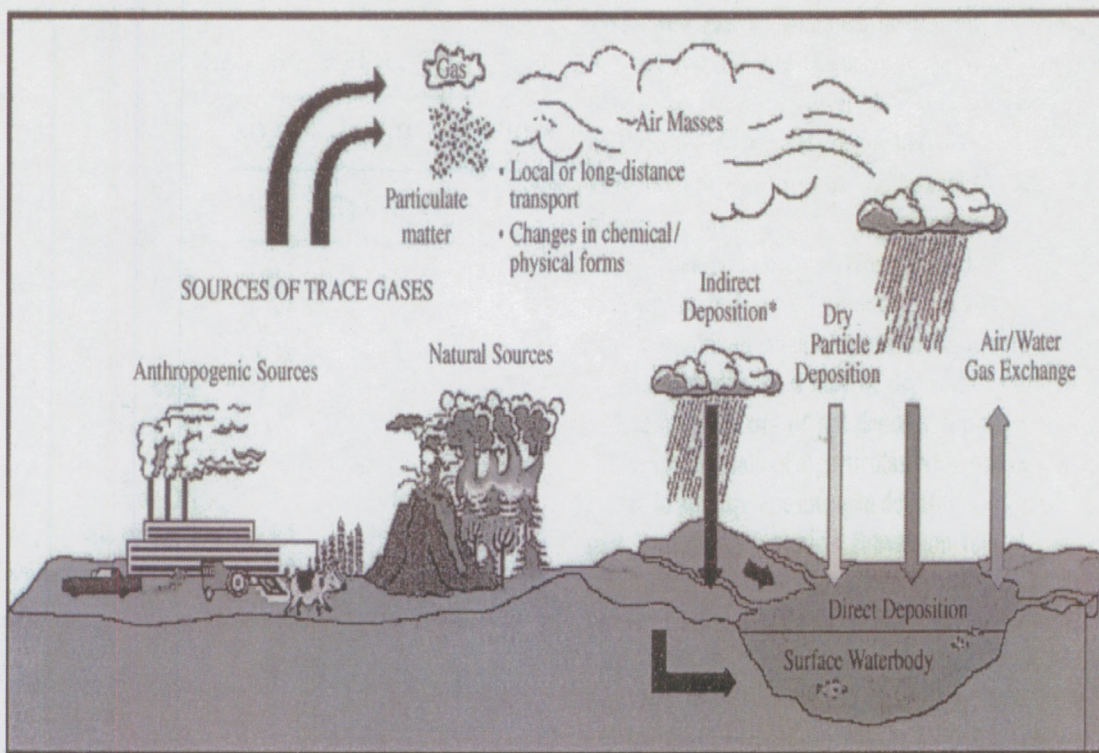 Gas
Air Masses
Particulate
matter
• Local or long-distance
transport
• Changes in chemical/
physical forms
SOURCES OF TRACE GASES
Anthropogenic Sources
Natural Sources
Indirect
Deposition*
Dry
Particle
Deposition
Air/Water
Gas Exchange
Direct Deposition
Surface Waterbody